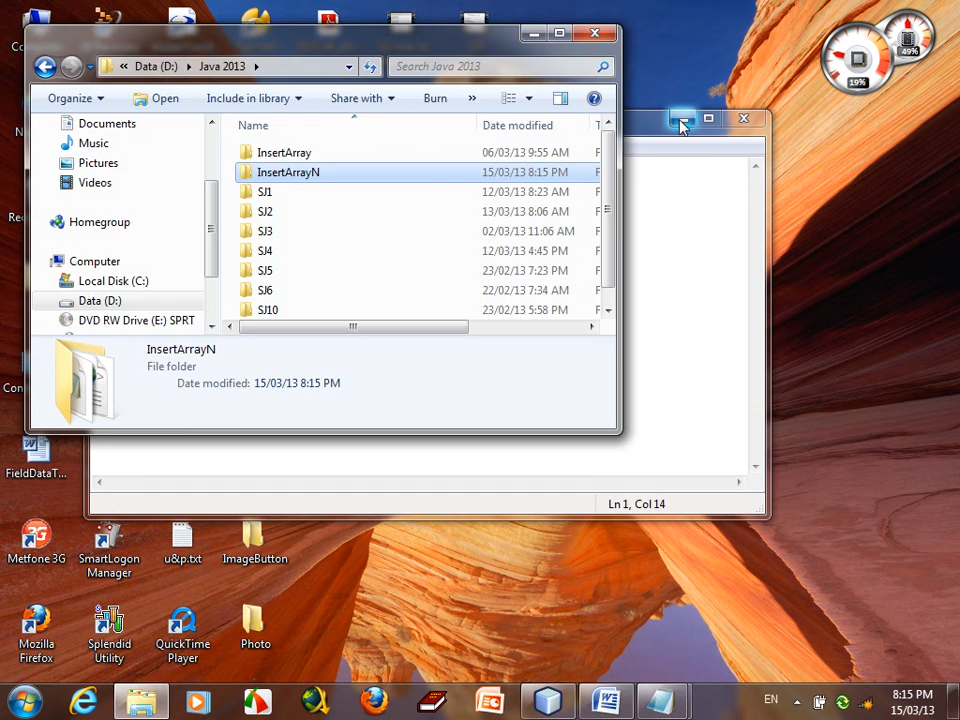 « Data (D:) ▸ Java 2013 ▸
Search Java 2013
Organize
Open
Include in library
Share with
Burn
»
Documents
Music
Pictures
Videos
Homegroup
Computer
Local Disk (C:)
Data (D:)
DVD RW Drive (E:) SPRT
Name Date modified T
InsertArray 06/03/13 9:55 AM F
InsertArrayN 15/03/13 8:15 PM F
SJ1 12/03/13 8:23 AM F
SJ2 13/03/13 8:06 AM F
SJ3 02/03/13 11:06 AM F
SJ4 12/03/13 4:45 PM F
SJ5 23/02/13 7:23 PM F
SJ6 22/02/13 7:34 AM F
SJ10 23/02/13 5:58 PM F
InsertArrayN
File folder
Date modified: 15/03/13 8:15 PM
Ln 1, Col 14
19%
49%
FieldDataT...
Metfone 3G
SmartLogon
Manager
u&p.txt
ImageButton
Mozilla
Firefox
Splendid
Utility
QuickTime
Player
Photo
EN
8:15 PM
15/03/13